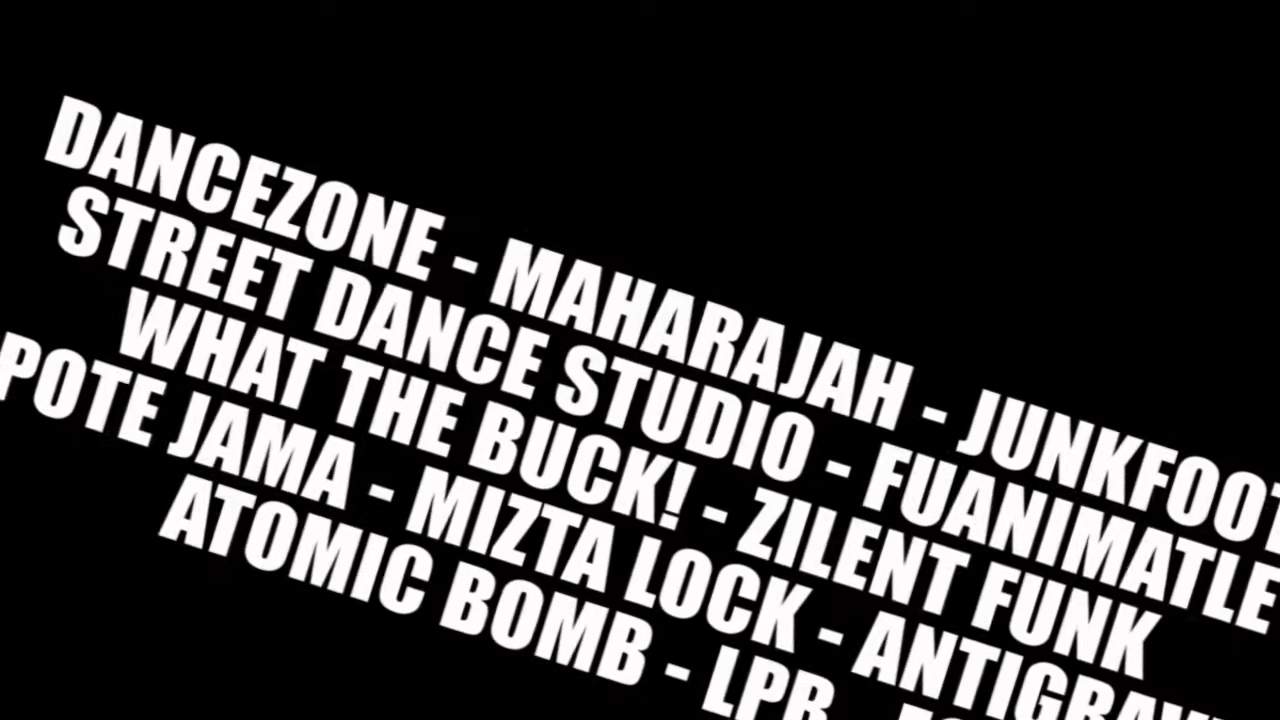 DANCEZONE - MAHARAJAH - JUNKFOOT
STREET DANCE STUDIO - FUANIMATLE
WHAT THE BUCK! - ZILENT FUNK
POTE JAMA - MIZTA LOCK - ANTIGRAV
ATOMIC BOMB - LPB